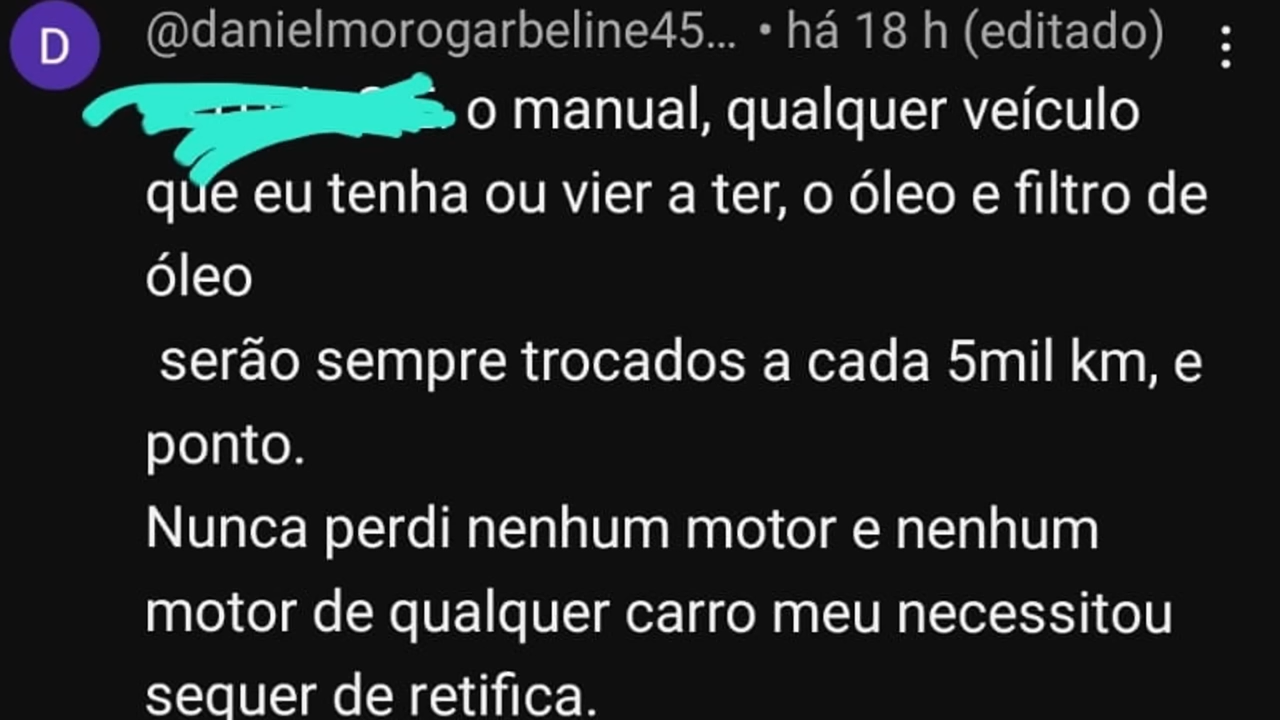 D
@danielmorogarbeline45... • há 18 h (editado)
o manual, qualquer veículo
que eu tenha ou vier a ter, o óleo e filtro de
óleo
serão sempre trocados a cada 5mil km, e
ponto.
Nunca perdi nenhum motor e nenhum
motor de qualquer carro meu necessitou
sequer de retifica.